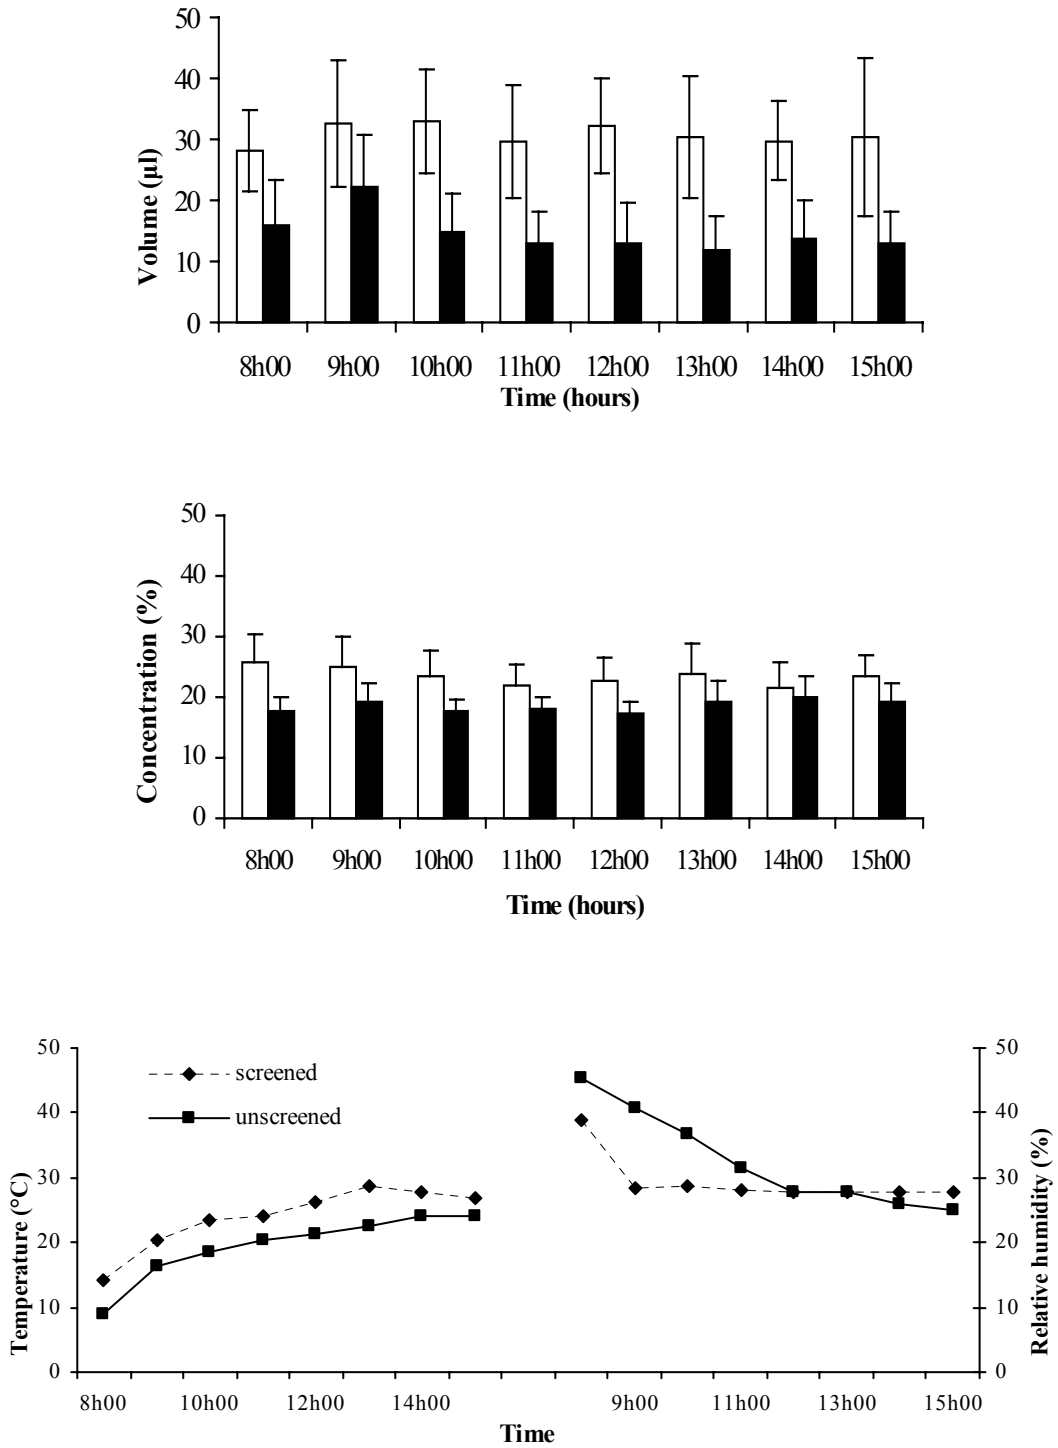 50
40
30
20
10
0
Volume (µl)
8h00 9h00 10h00 11h00 12h00 13h00 14h00 15h00
Time (hours)
50
40
30
20
10
0
Concentration (%)
8h00 9h00 10h00 11h00 12h00 13h00 14h00 15h00
Time (hours)
50
40
30
20
10
0
Temperature (°C)
screened
unscreened
50
40
30
20
10
0
Relative humidity (%)
8h00 10h00 12h00 14h00 9h00 11h00 13h00 15h00
Time